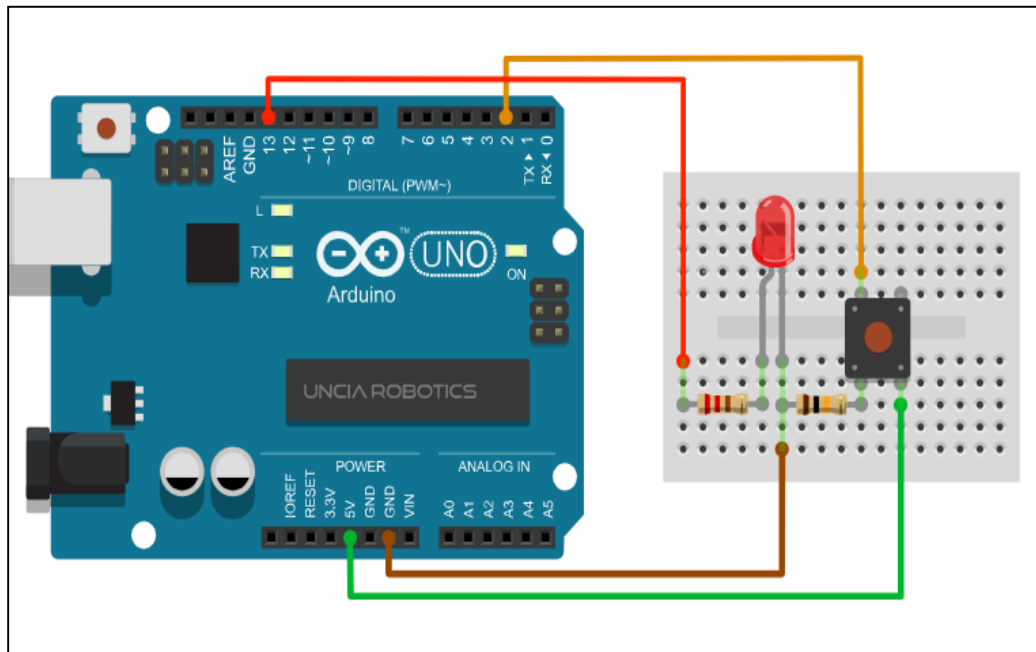 AREF
GND
13
12
~11
~10
~9
8
7
6
5
4
3
2
TX ▶ 1
RX ◀ 0
DIGITAL (PWM~)
L
TX
RX
™
UNO
ON
Arduino
UNCIA ROBOTICS
POWER
ANALOG IN
IOREF
RESET
3.3V
5V
GND
GND
VIN
A0
A1
A2
A3
A4
A5